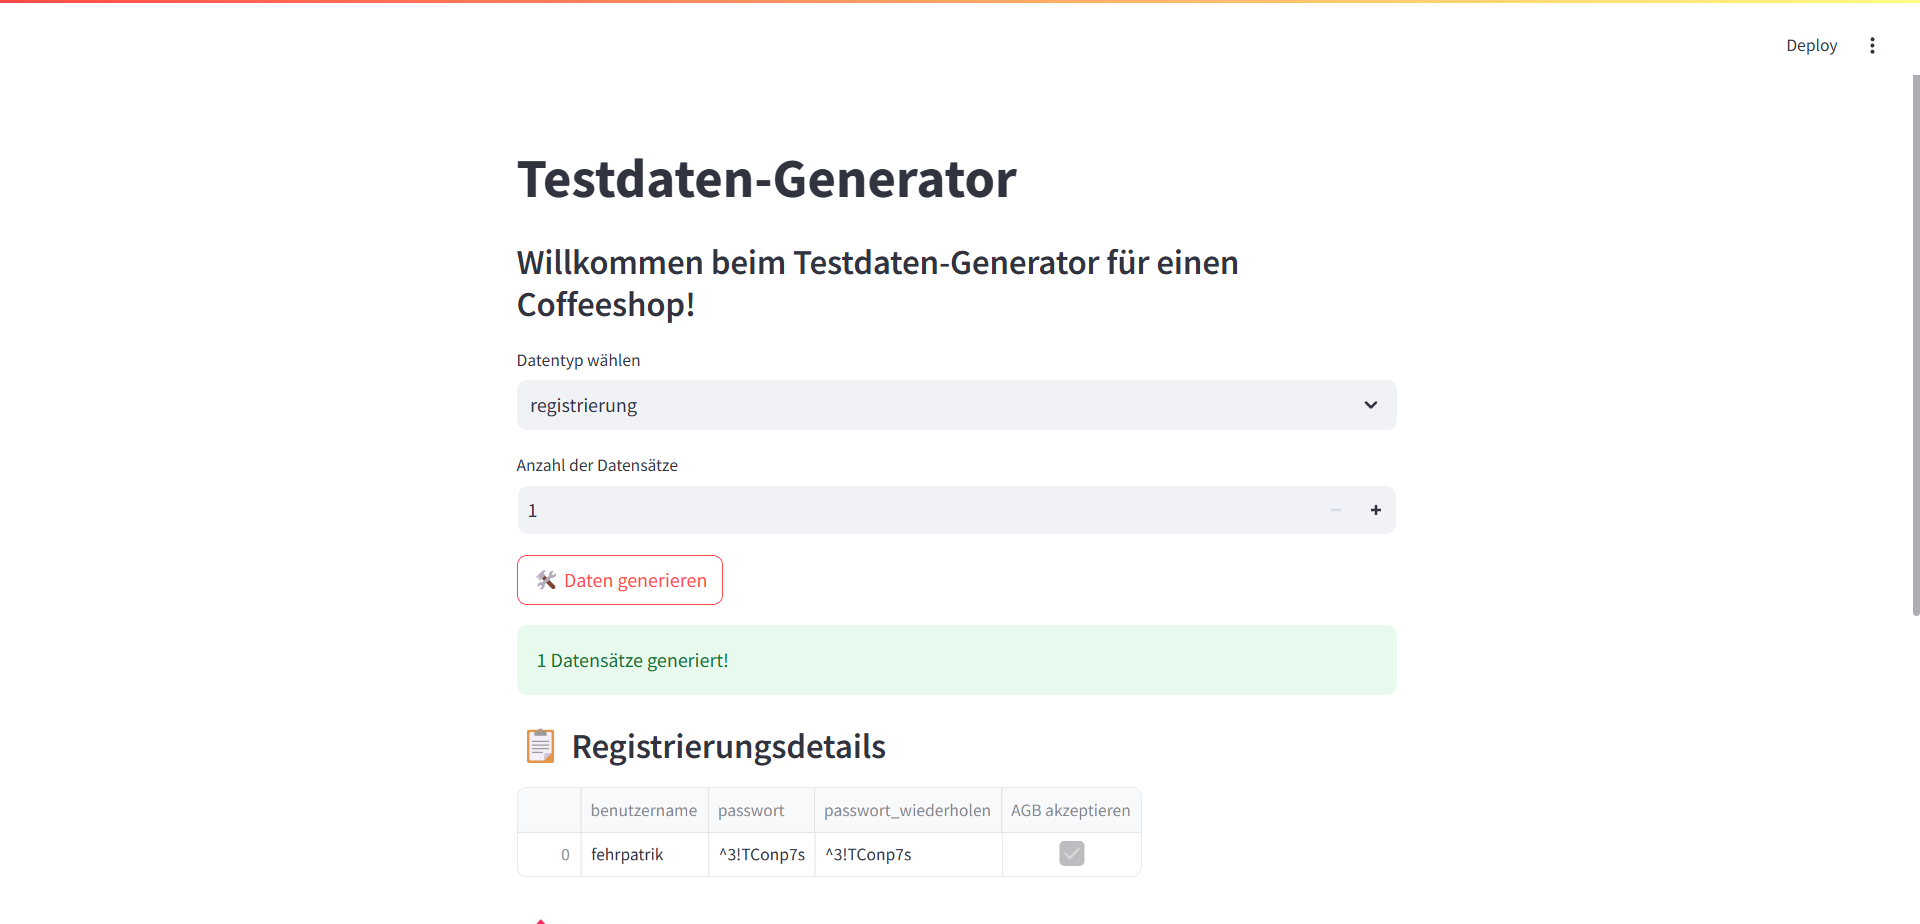 Deploy
Testdaten-Generator
Willkommen beim Testdaten-Generator für einen
Coffeeshop!
Datentyp wählen
registrierung
Anzahl der Datensätze
1
Daten generieren
1 Datensätze generiert!
Registrierungsdetails
benutzername passwort passwort_wiederholen AGB akzeptieren
0 fehrpatrik ^3!TConp7s ^3!TConp7s